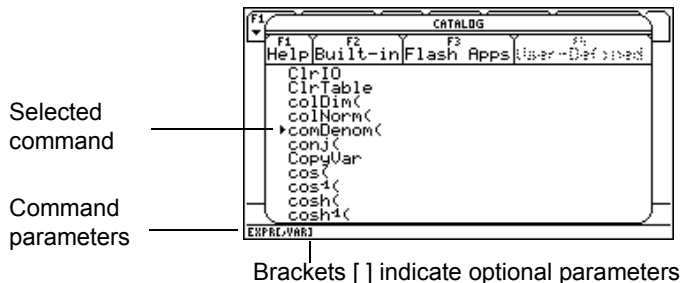 F1
CATALOG
F1 F2 F3 F4
Help Built-in Flash Apps User-Defined
ClrIO
ClrTable
colDim(
colNorm(
Selected
command
▶comDenom(
conj(
CopyVar
cos(
cos⁻¹(
cosh(
cosh⁻¹(
Command
parameters
EXPR[,VAR]
Brackets [ ] indicate optional parameters